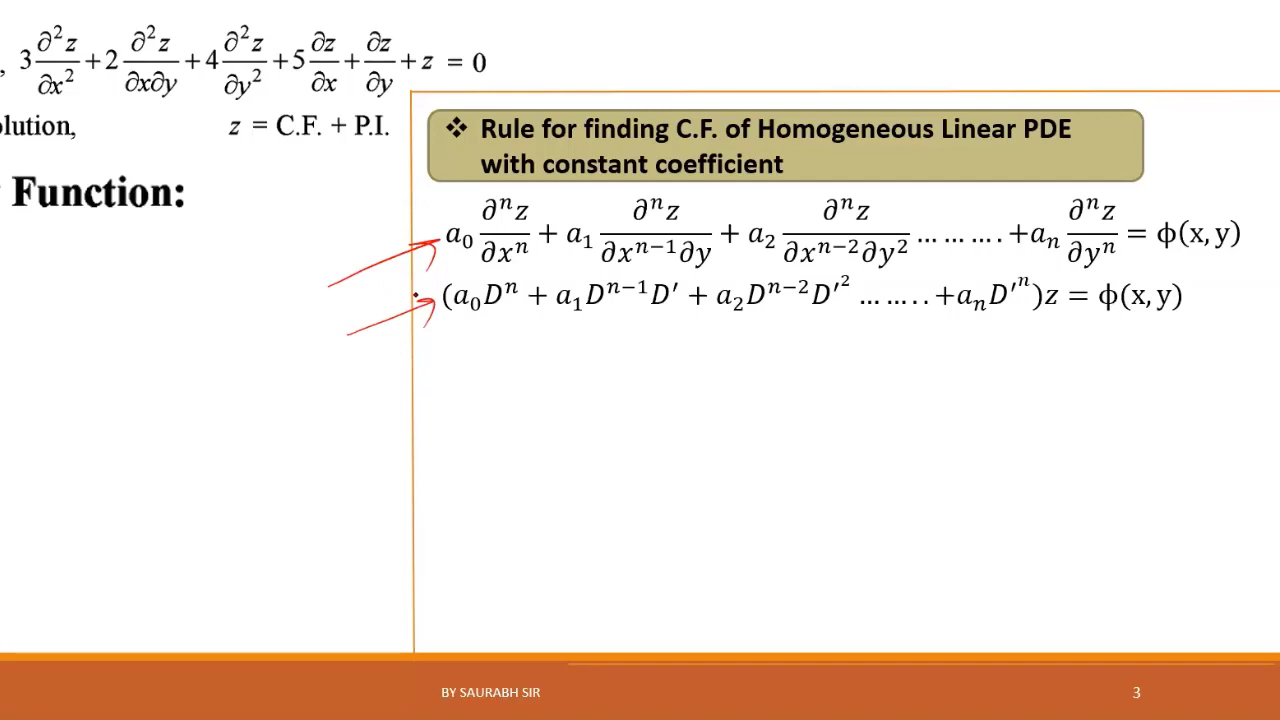 , 3 ∂²z/∂x² + 2 ∂²z/∂x∂y + 4 ∂²z/∂y² + 5 ∂z/∂x + ∂z/∂y + z = 0
olution, z = C.F. + P.I.
Function:
❖ Rule for finding C.F. of Homogeneous Linear PDE
with constant coefficient
a₀ ∂ⁿz/∂xⁿ + a₁ ∂ⁿz/∂xⁿ⁻¹∂y + a₂ ∂ⁿz/∂xⁿ⁻²∂y² … … … . +aₙ ∂ⁿz/∂yⁿ = ϕ(x, y)
(a₀Dⁿ + a₁Dⁿ⁻¹D′ + a₂Dⁿ⁻²D′² … … . . +aₙD′ⁿ)z = ϕ(x, y)
BY SAURABH SIR
3